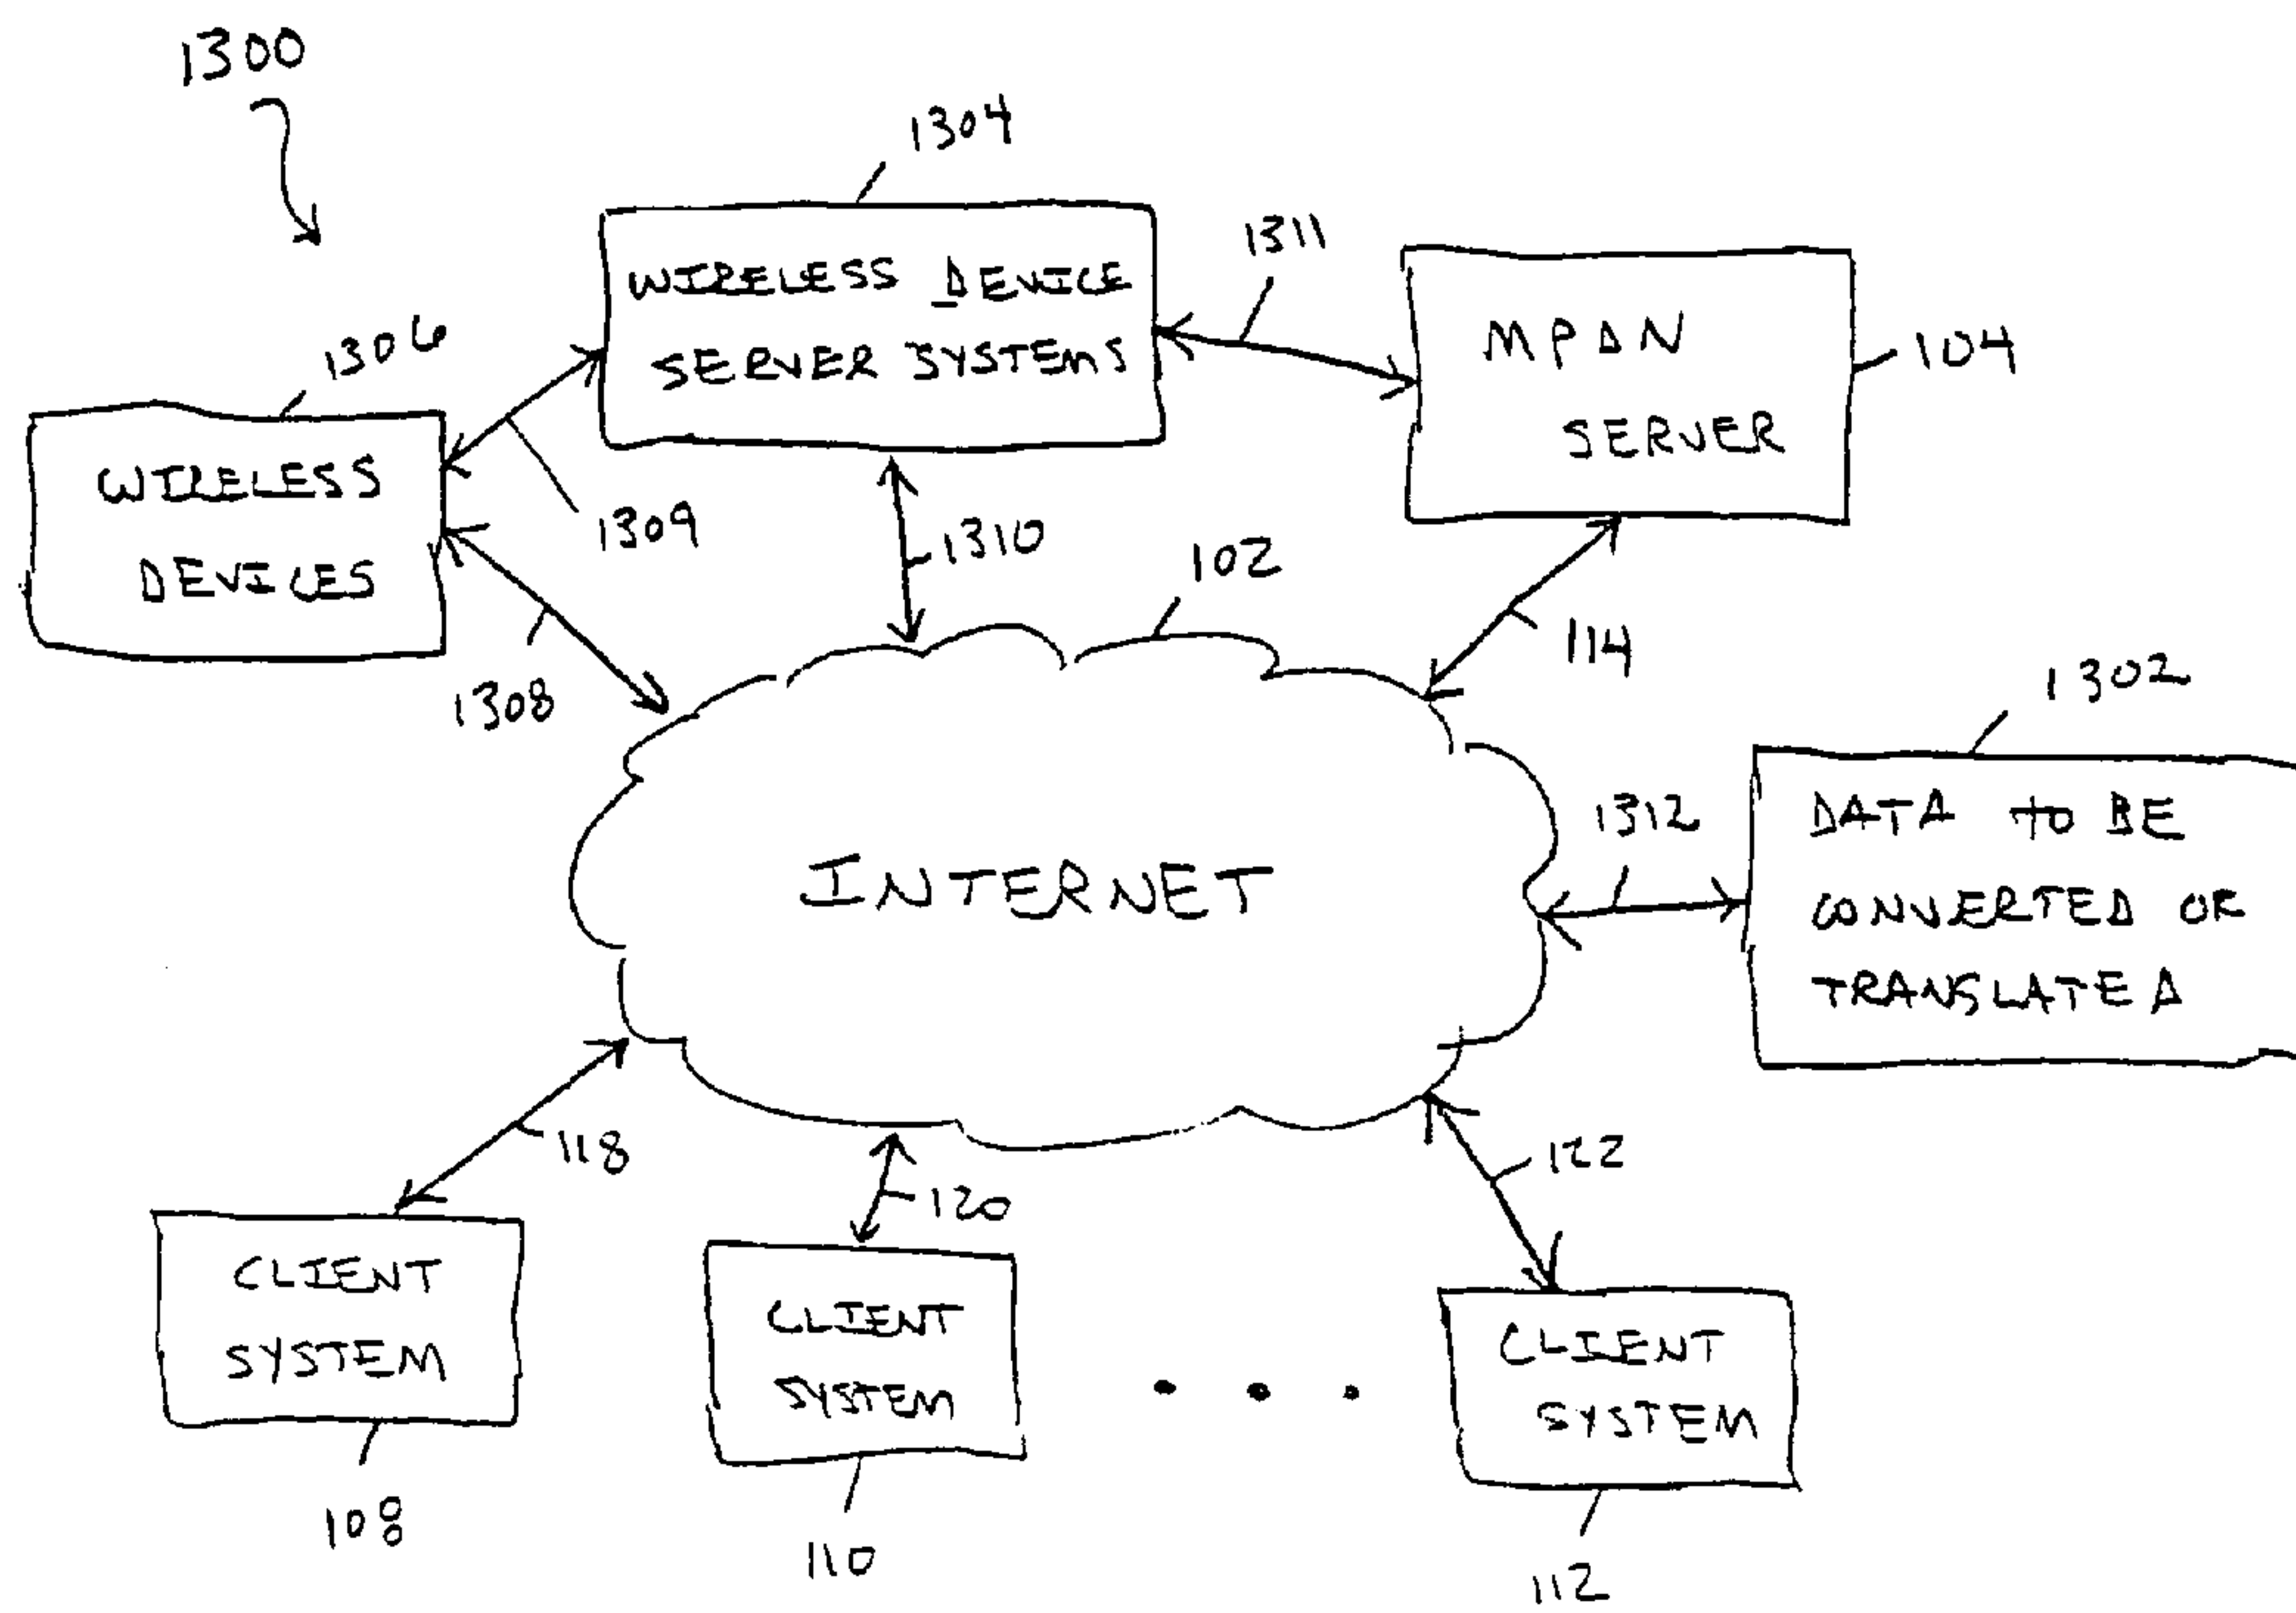 1300
1304
WIRELESS DEVICE
SERVER SYSTEMS
1311
MPDN
SERVER
104
1306
WIRELESS
DEVICES
1309
1310
102
114
1308
1302
INTERNET
1312
DATA TO BE
CONVERTED OR
TRANSLATED
118
120
122
CLIENT
SYSTEM
108
CLIENT
SYSTEM
110
CLIENT
SYSTEM
112